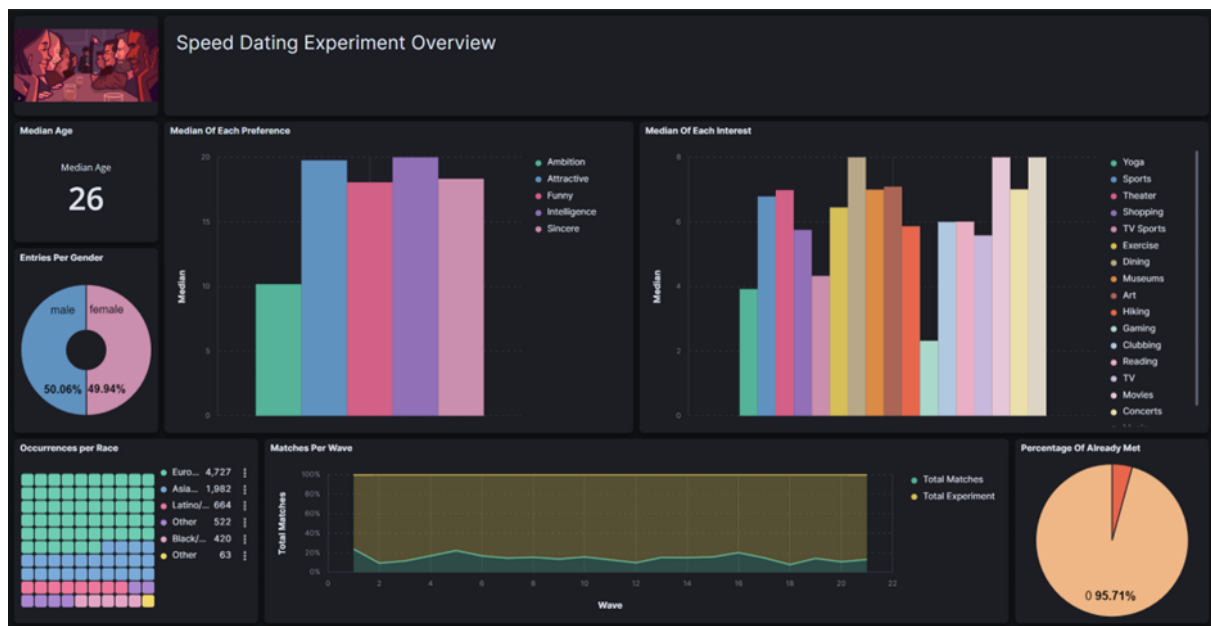 Speed Dating Experiment Overview
Median Age
Median Age
26
Entries Per Gender
male
female
50.06%
49.94%
Median Of Each Preference
20
15
10
5
0
Median
Ambition
Attractive
Funny
Intelligence
Sincere
Median Of Each Interest
8
6
4
2
0
Median
Yoga
Sports
Theater
Shopping
TV Sports
Exercise
Dining
Museums
Art
Hiking
Gaming
Clubbing
Reading
TV
Movies
Concerts
Occurrences per Race
Euro... 4,727
Asia... 1,982
Latino/... 664
Other 522
Black/... 420
Other 63
Matches Per Wave
100%
80%
60%
40%
20%
0%
Total Matches
0 2 4 6 8 10 12 14 16 18 20 22
Wave
Total Matches
Total Experiment
Percentage Of Already Met
0 95.71%